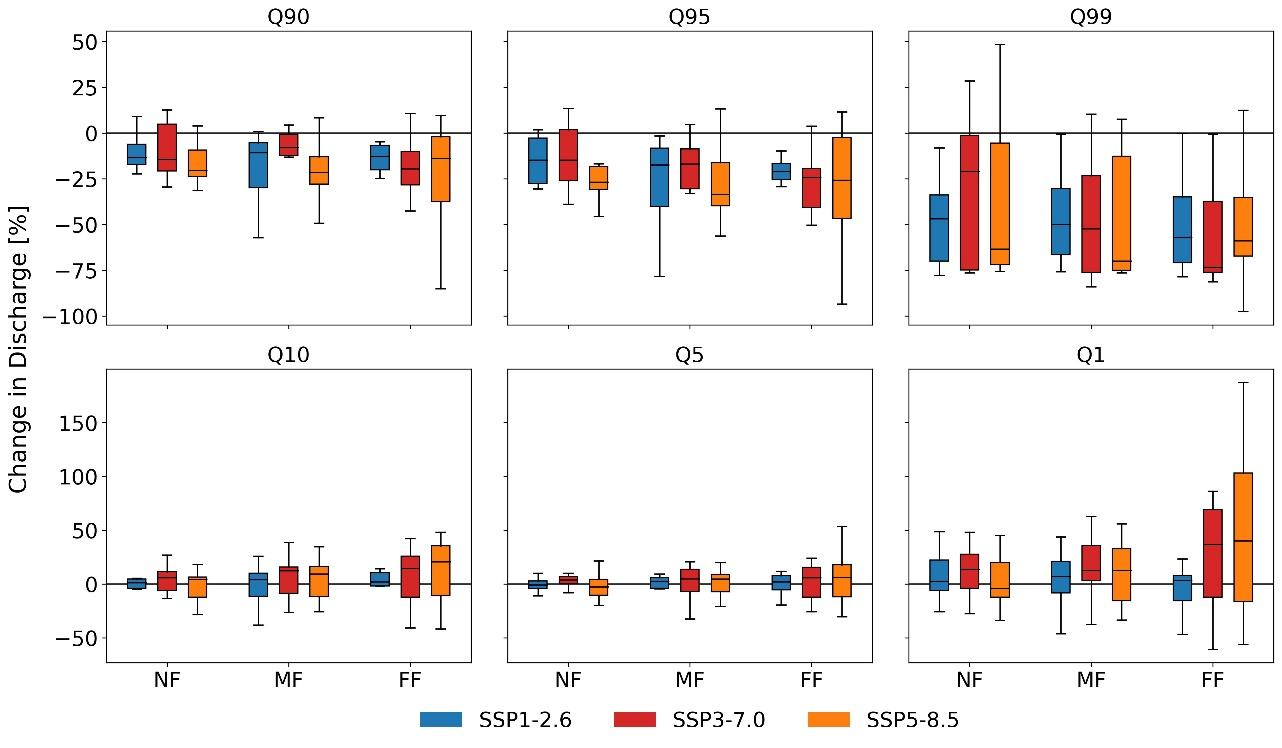 Q90
Q95
Q99
50
25
0
−25
−50
−75
−100
Change in Discharge [%]
Q10
Q5
Q1
150
100
50
0
−50
NF
MF
FF
NF
MF
FF
NF
MF
FF
SSP1-2.6
SSP3-7.0
SSP5-8.5